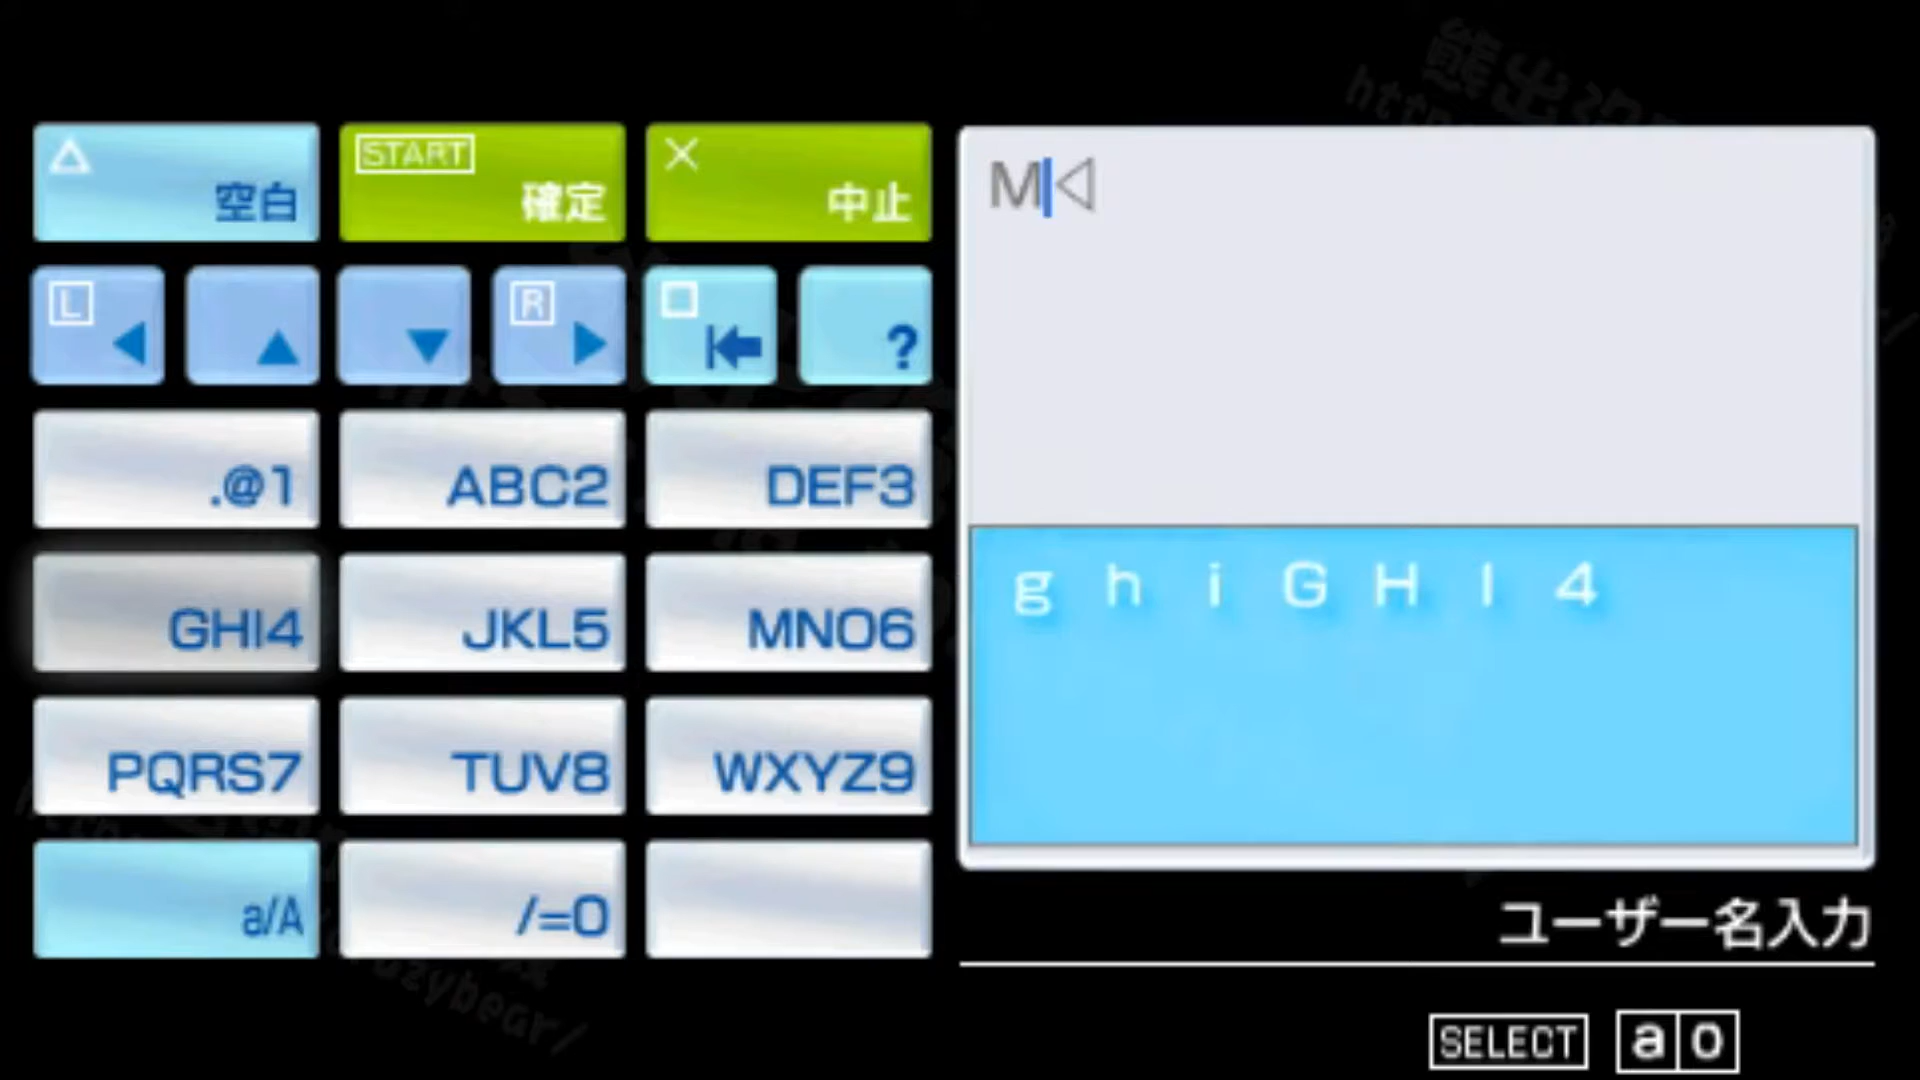 空白
START 確定
× 中止
L
R
?
.@1
ABC2
DEF3
GHI4
JKL5
MNO6
PQRS7
TUV8
WXYZ9
a/A
/=0
M
g h i G H I 4
ユーザー名入力
SELECT a o